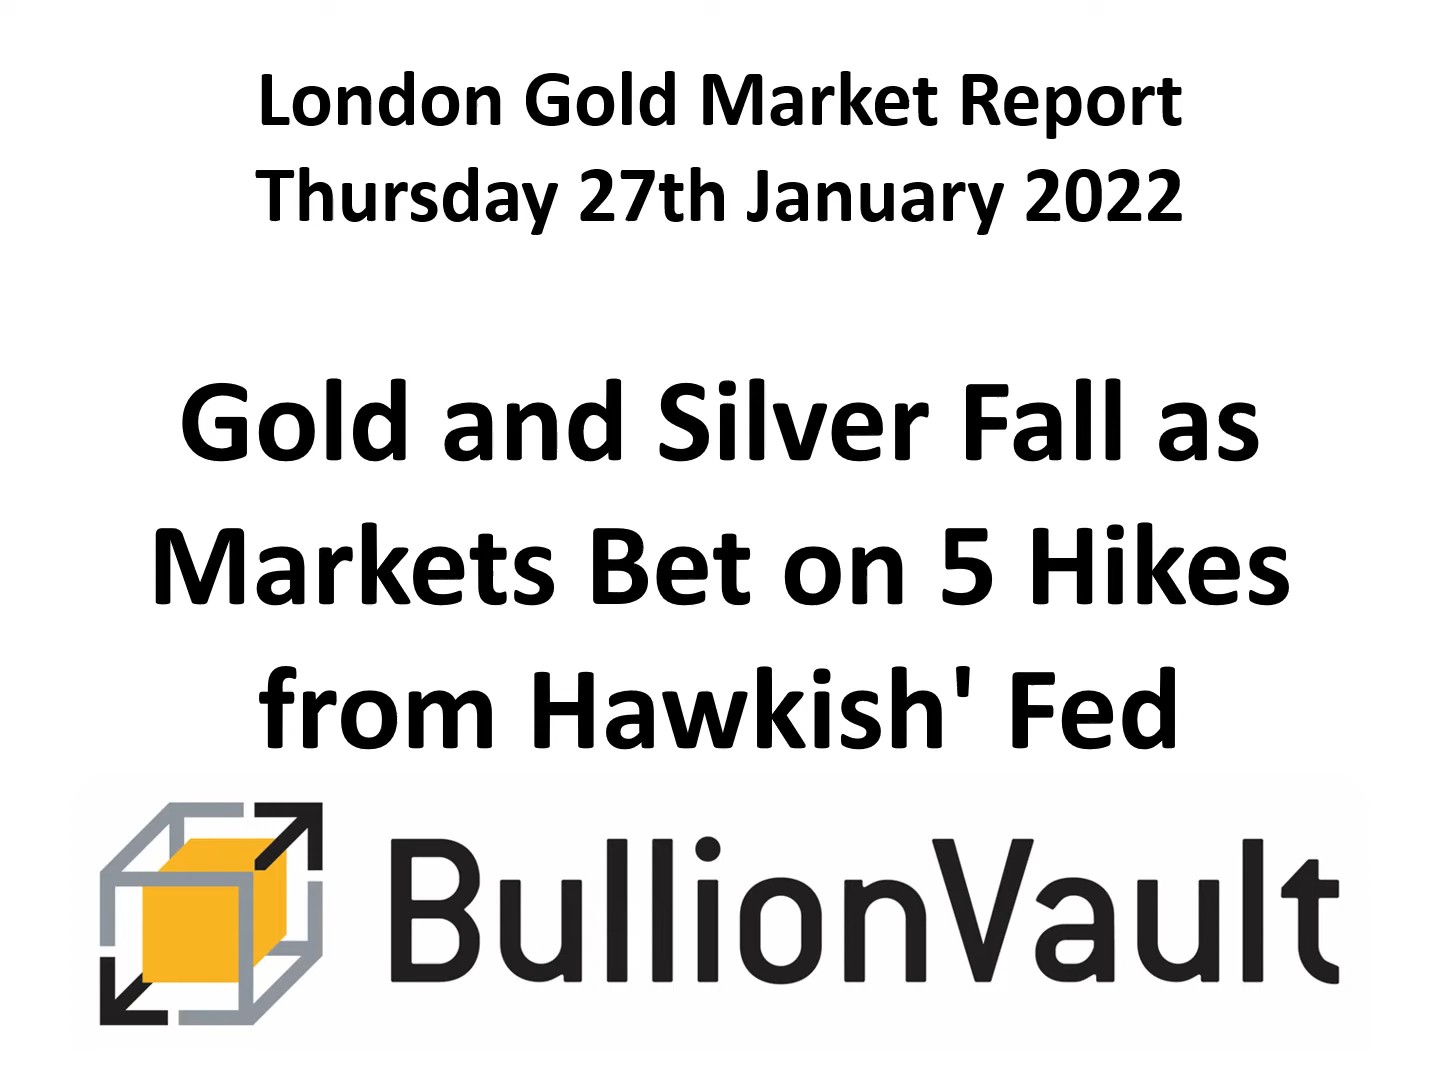 London Gold Market Report
Thursday 27th January 2022
Gold and Silver Fall as
Markets Bet on 5 Hikes
from Hawkish' Fed
BullionVault